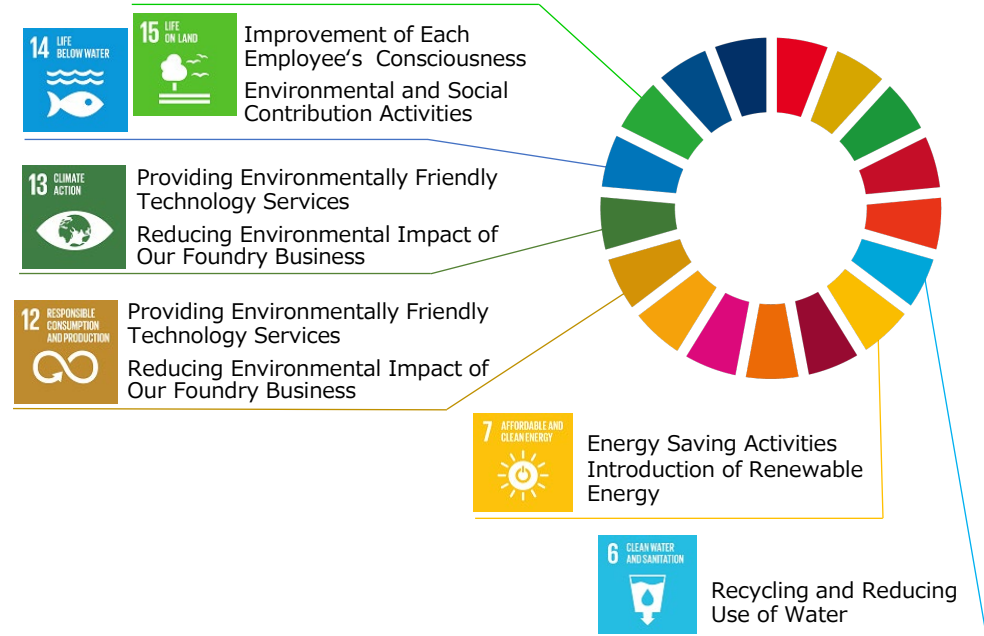 14 LIFE
BELOW WATER
15 LIFE
ON LAND
Improvement of Each
Employee‘s Consciousness
Environmental and Social
Contribution Activities
13 CLIMATE
ACTION
Providing Environmentally Friendly
Technology Services
Reducing Environmental Impact of
Our Foundry Business
12 RESPONSIBLE
CONSUMPTION
AND PRODUCTION
Providing Environmentally Friendly
Technology Services
Reducing Environmental Impact of
Our Foundry Business
7 AFFORDABLE AND
CLEAN ENERGY
Energy Saving Activities
Introduction of Renewable
Energy
6 CLEAN WATER
AND SANITATION
Recycling and Reducing
Use of Water